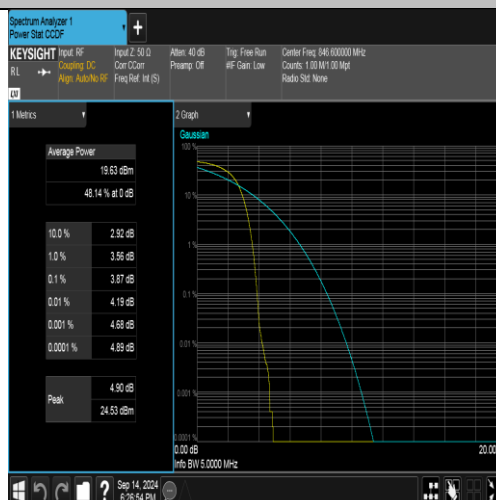 Spectrum Analyzer 1
Power Stat CCDF
+
KEYSIGHT
RL
Input: RF
Coupling: DC
Align: Auto/No RF
Input Z: 50 Ω
Corr CCorr
Freq Ref: Int (S)
Atten: 40 dB
Preamp: Off
Trig: Free Run
#IF Gain: Low
Center Freq: 846.600000 MHz
Counts: 1.00 M/1.00 Mpt
Radio Std: None
1 Metrics
Average Power
19.63 dBm
48.14 % at 0 dB
10.0 % 2.92 dB
1.0 % 3.56 dB
0.1 % 3.87 dB
0.01 % 4.19 dB
0.001 % 4.68 dB
0.0001 % 4.89 dB
Peak 4.90 dB
24.53 dBm
2 Graph
Gaussian
100 %
10 %
1 %
0.1 %
0.01 %
0.001 %
0.0001 %
0.00 dB 20.00
Info BW 5.0000 MHz
?
Sep 14, 2024
6:26:54 PM